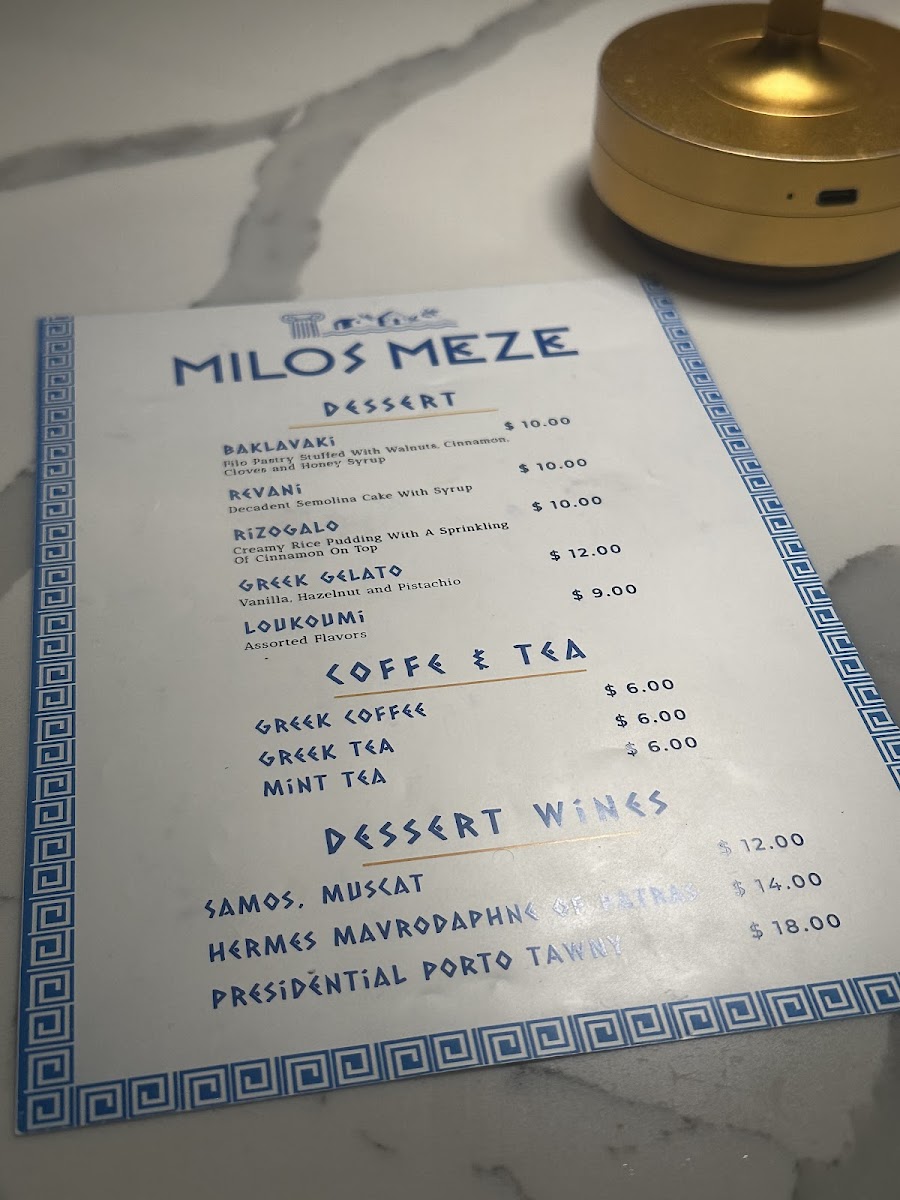 MILOS MEZE
DESSERT
BAKLAVAKi $ 10.00
Filo Pastry Stuffed With Walnuts, Cinnamon,
Cloves and Honey Syrup
REVANi $ 10.00
Decadent Semolina Cake With Syrup
RiZOGALO $ 10.00
Creamy Rice Pudding With A Sprinkling
Of Cinnamon On Top
GREEK GELATO $ 12.00
Vanilla, Hazelnut and Pistachio
LOUKOUMi $ 9.00
Assorted Flavors
COFFE & TEA
GREEK COFFEE $ 6.00
GREEK TEA $ 6.00
MiNT TEA $ 6.00
DESSERT WiNES
SAMOS, MUSCAT $ 12.00
HERMES MAVRODAPHNE OF PATRAS $ 14.00
PRESiDENTiAL PORTO TAWNY $ 18.00